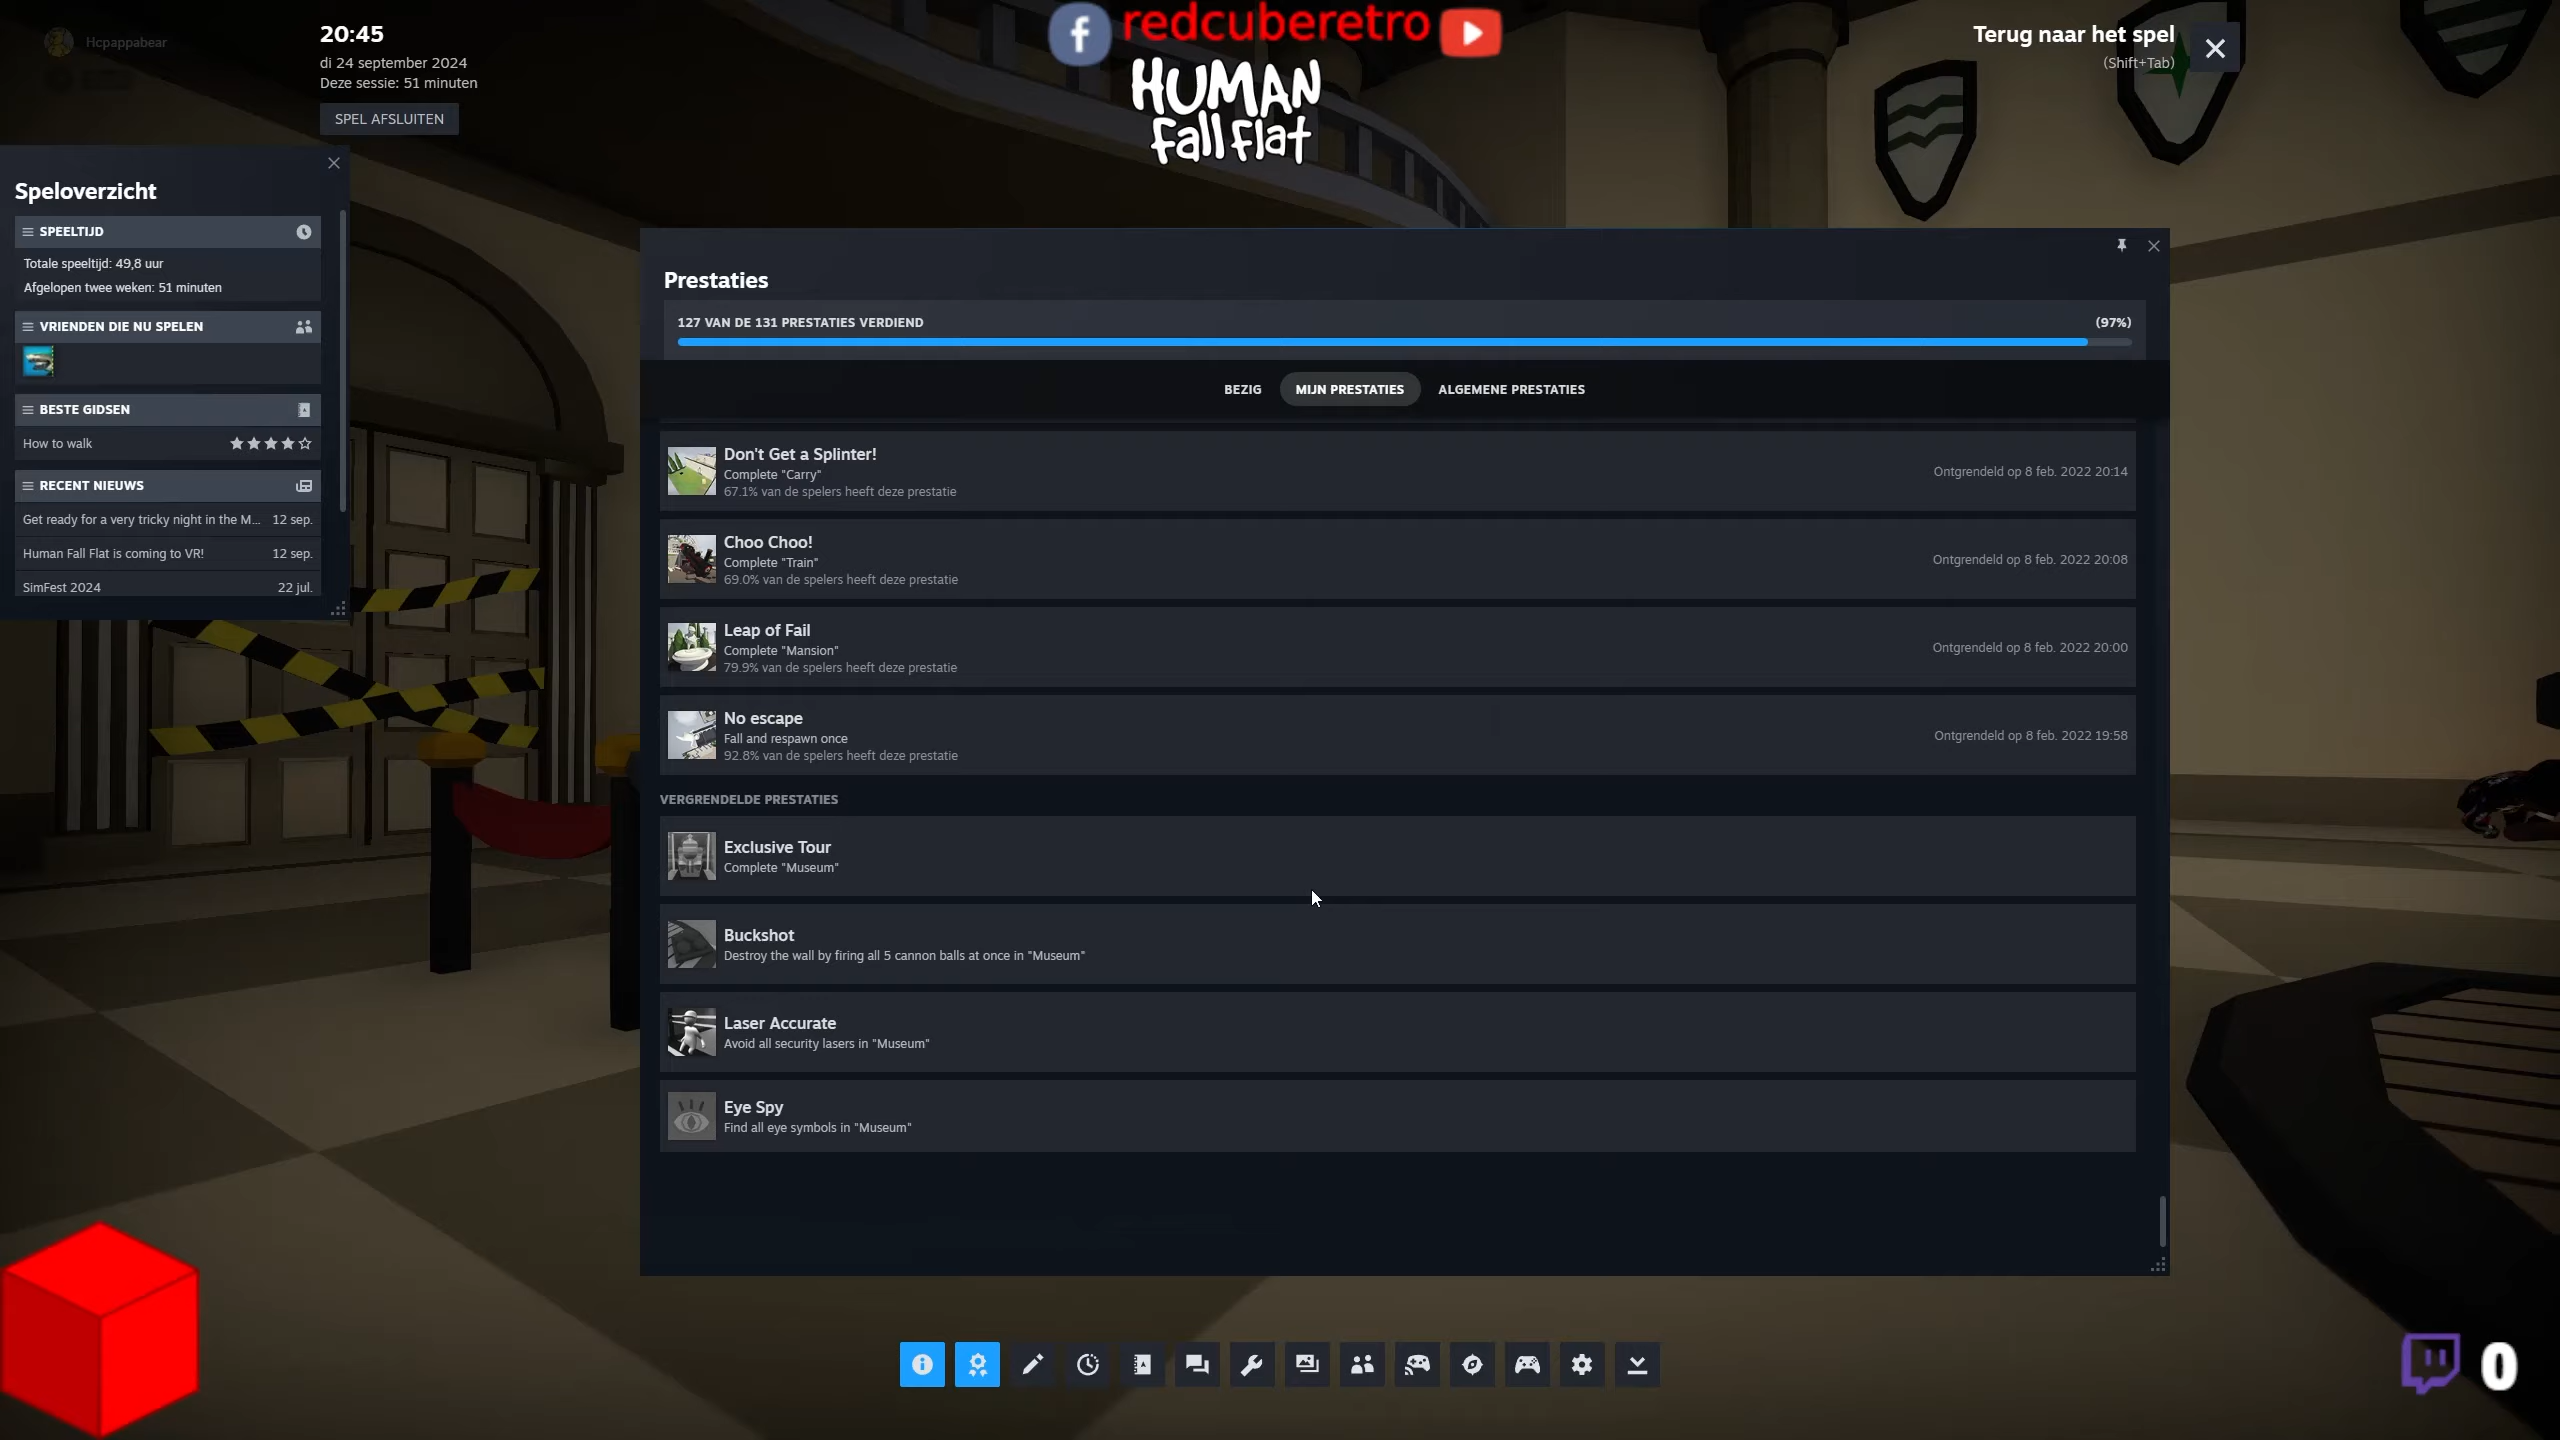 Hcpappabear
20:45
di 24 september 2024
Deze sessie: 51 minuten
SPEL AFSLUITEN
redcuberetro
HUMAN
fall flat
Terug naar het spel
(Shift+Tab)
Speloverzicht
SPEELTIJD
Totale speeltijd: 49,8 uur
Afgelopen twee weken: 51 minuten
VRIENDEN DIE NU SPELEN
BESTE GIDSEN
How to walk
RECENT NIEUWS
Get ready for a very tricky night in the M... 12 sep.
Human Fall Flat is coming to VR! 12 sep.
SimFest 2024 22 jul.
Prestaties
127 VAN DE 131 PRESTATIES VERDIEND (97%)
BEZIG MIJN PRESTATIES ALGEMENE PRESTATIES
Don't Get a Splinter!
Complete "Carry"
67.1% van de spelers heeft deze prestatie
Ontgrendeld op 8 feb. 2022 20:14
Choo Choo!
Complete "Train"
69.0% van de spelers heeft deze prestatie
Ontgrendeld op 8 feb. 2022 20:08
Leap of Fail
Complete "Mansion"
79.9% van de spelers heeft deze prestatie
Ontgrendeld op 8 feb. 2022 20:00
No escape
Fall and respawn once
92.8% van de spelers heeft deze prestatie
Ontgrendeld op 8 feb. 2022 19:58
VERGRENDELDE PRESTATIES
Exclusive Tour
Complete "Museum"
Buckshot
Destroy the wall by firing all 5 cannon balls at once in "Museum"
Laser Accurate
Avoid all security lasers in "Museum"
Eye Spy
Find all eye symbols in "Museum"
0